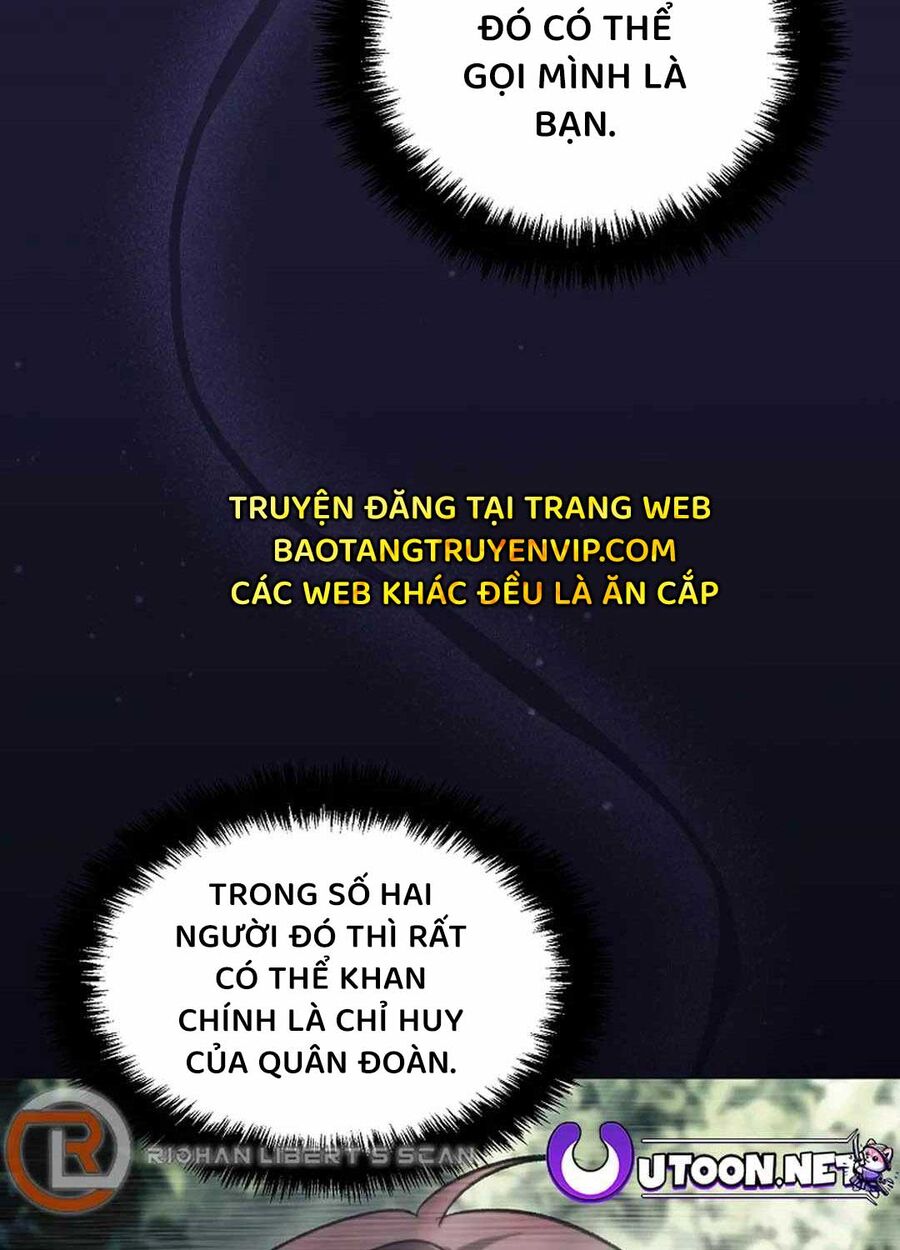 ĐÓ CÓ THỂ
GỌI MÌNH LÀ
BẠN.
TRUYỆN ĐĂNG TẠI TRANG WEB
BAOTANGTRUYENVIP.COM
CÁC WEB KHÁC ĐỀU LÀ ĂN CẮP
TRONG SỐ HAI
NGƯỜI ĐÓ THÌ RẤT
CÓ THỂ KHAN
CHÍNH LÀ CHỈ HUY
CỦA QUÂN ĐOÀN.
RIOHAN LIBERT'S SCAN
UTOON.NET